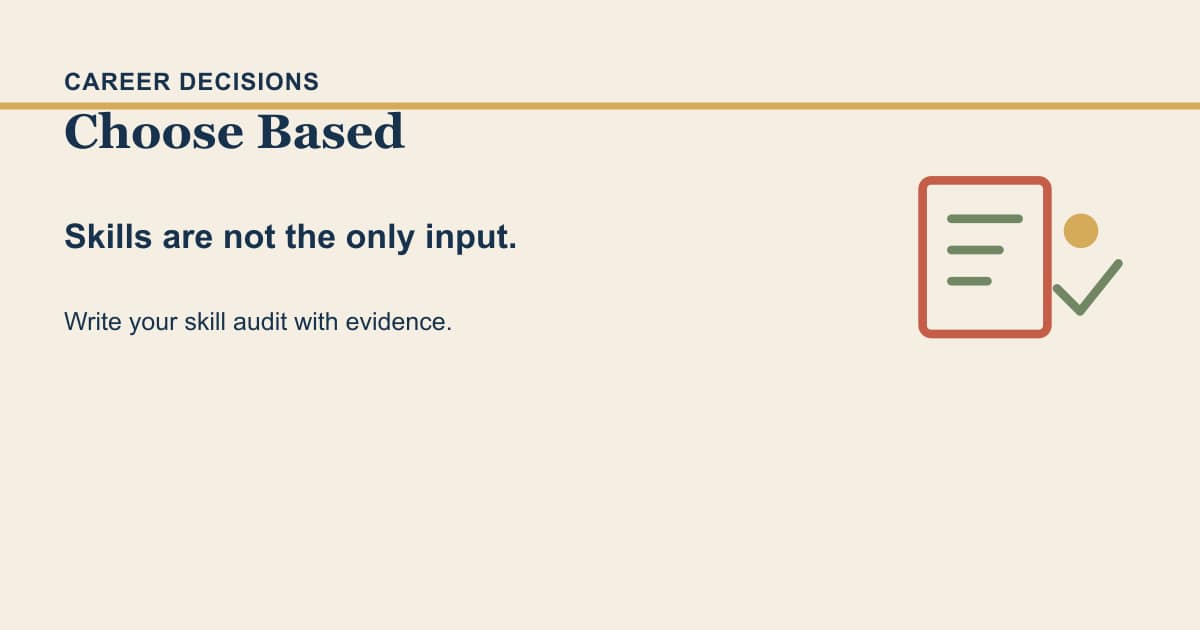 CAREER DECISIONS
Choose Based
Skills are not the only input.
Write your skill audit with evidence.